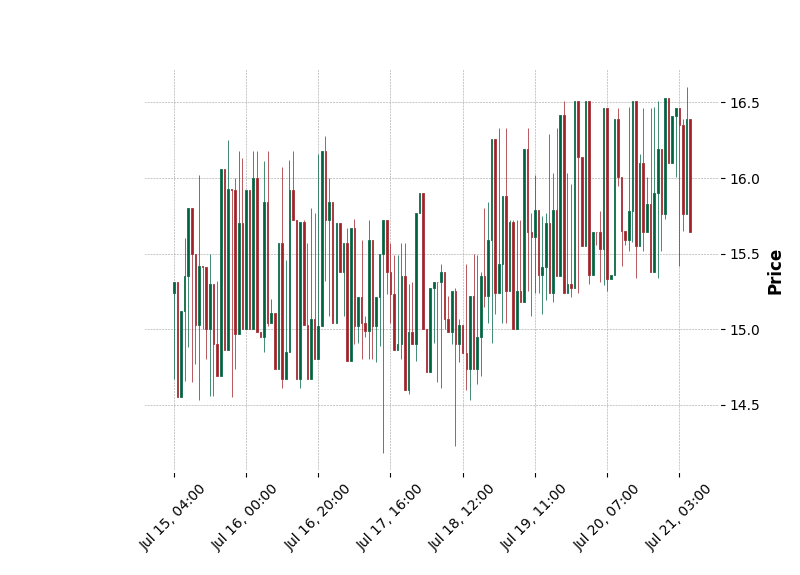 16.5
16.0
15.5
15.0
14.5
Price
Jul 15, 04:00
Jul 16, 00:00
Jul 16, 20:00
Jul 17, 16:00
Jul 18, 12:00
Jul 19, 11:00
Jul 20, 07:00
Jul 21, 03:00